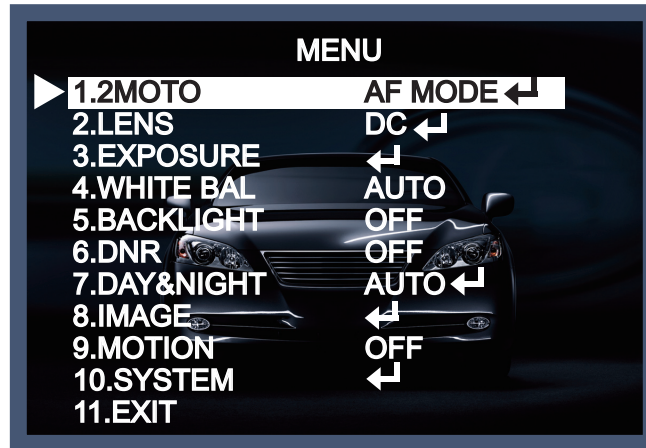 MENU
1.2MOTO AF MODE↵
2.LENS DC↵
3.EXPOSURE ↵
4.WHITE BAL AUTO
5.BACKLIGHT OFF
6.DNR OFF
7.DAY&NIGHT AUTO↵
8.IMAGE ↵
9.MOTION OFF
10.SYSTEM ↵
11.EXIT